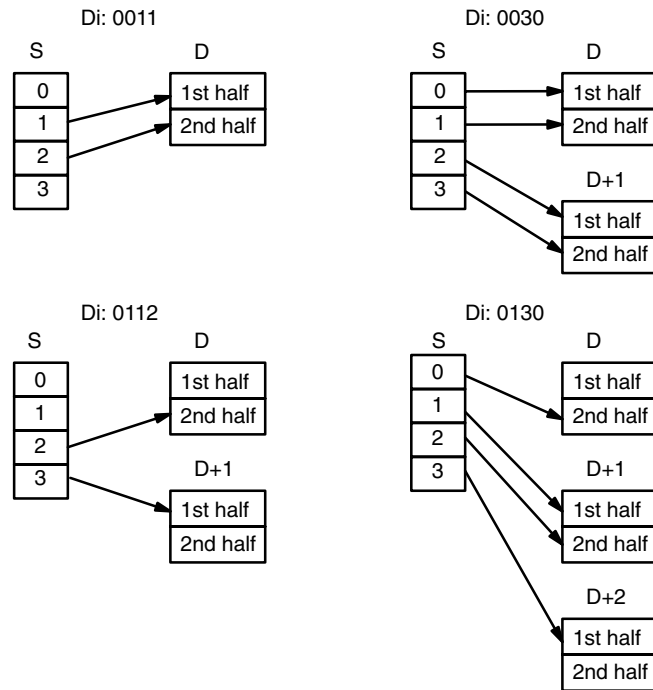 Di: 0011
S D
0 1st half
1 2nd half
2
3
Di: 0030
S D
0 1st half
1 2nd half
2
3
D+1
1st half
2nd half
Di: 0112
S D
0 1st half
1 2nd half
2
3
D+1
1st half
2nd half
Di: 0130
S D
0 1st half
1 2nd half
2
3
D+1
1st half
2nd half
D+2
1st half
2nd half